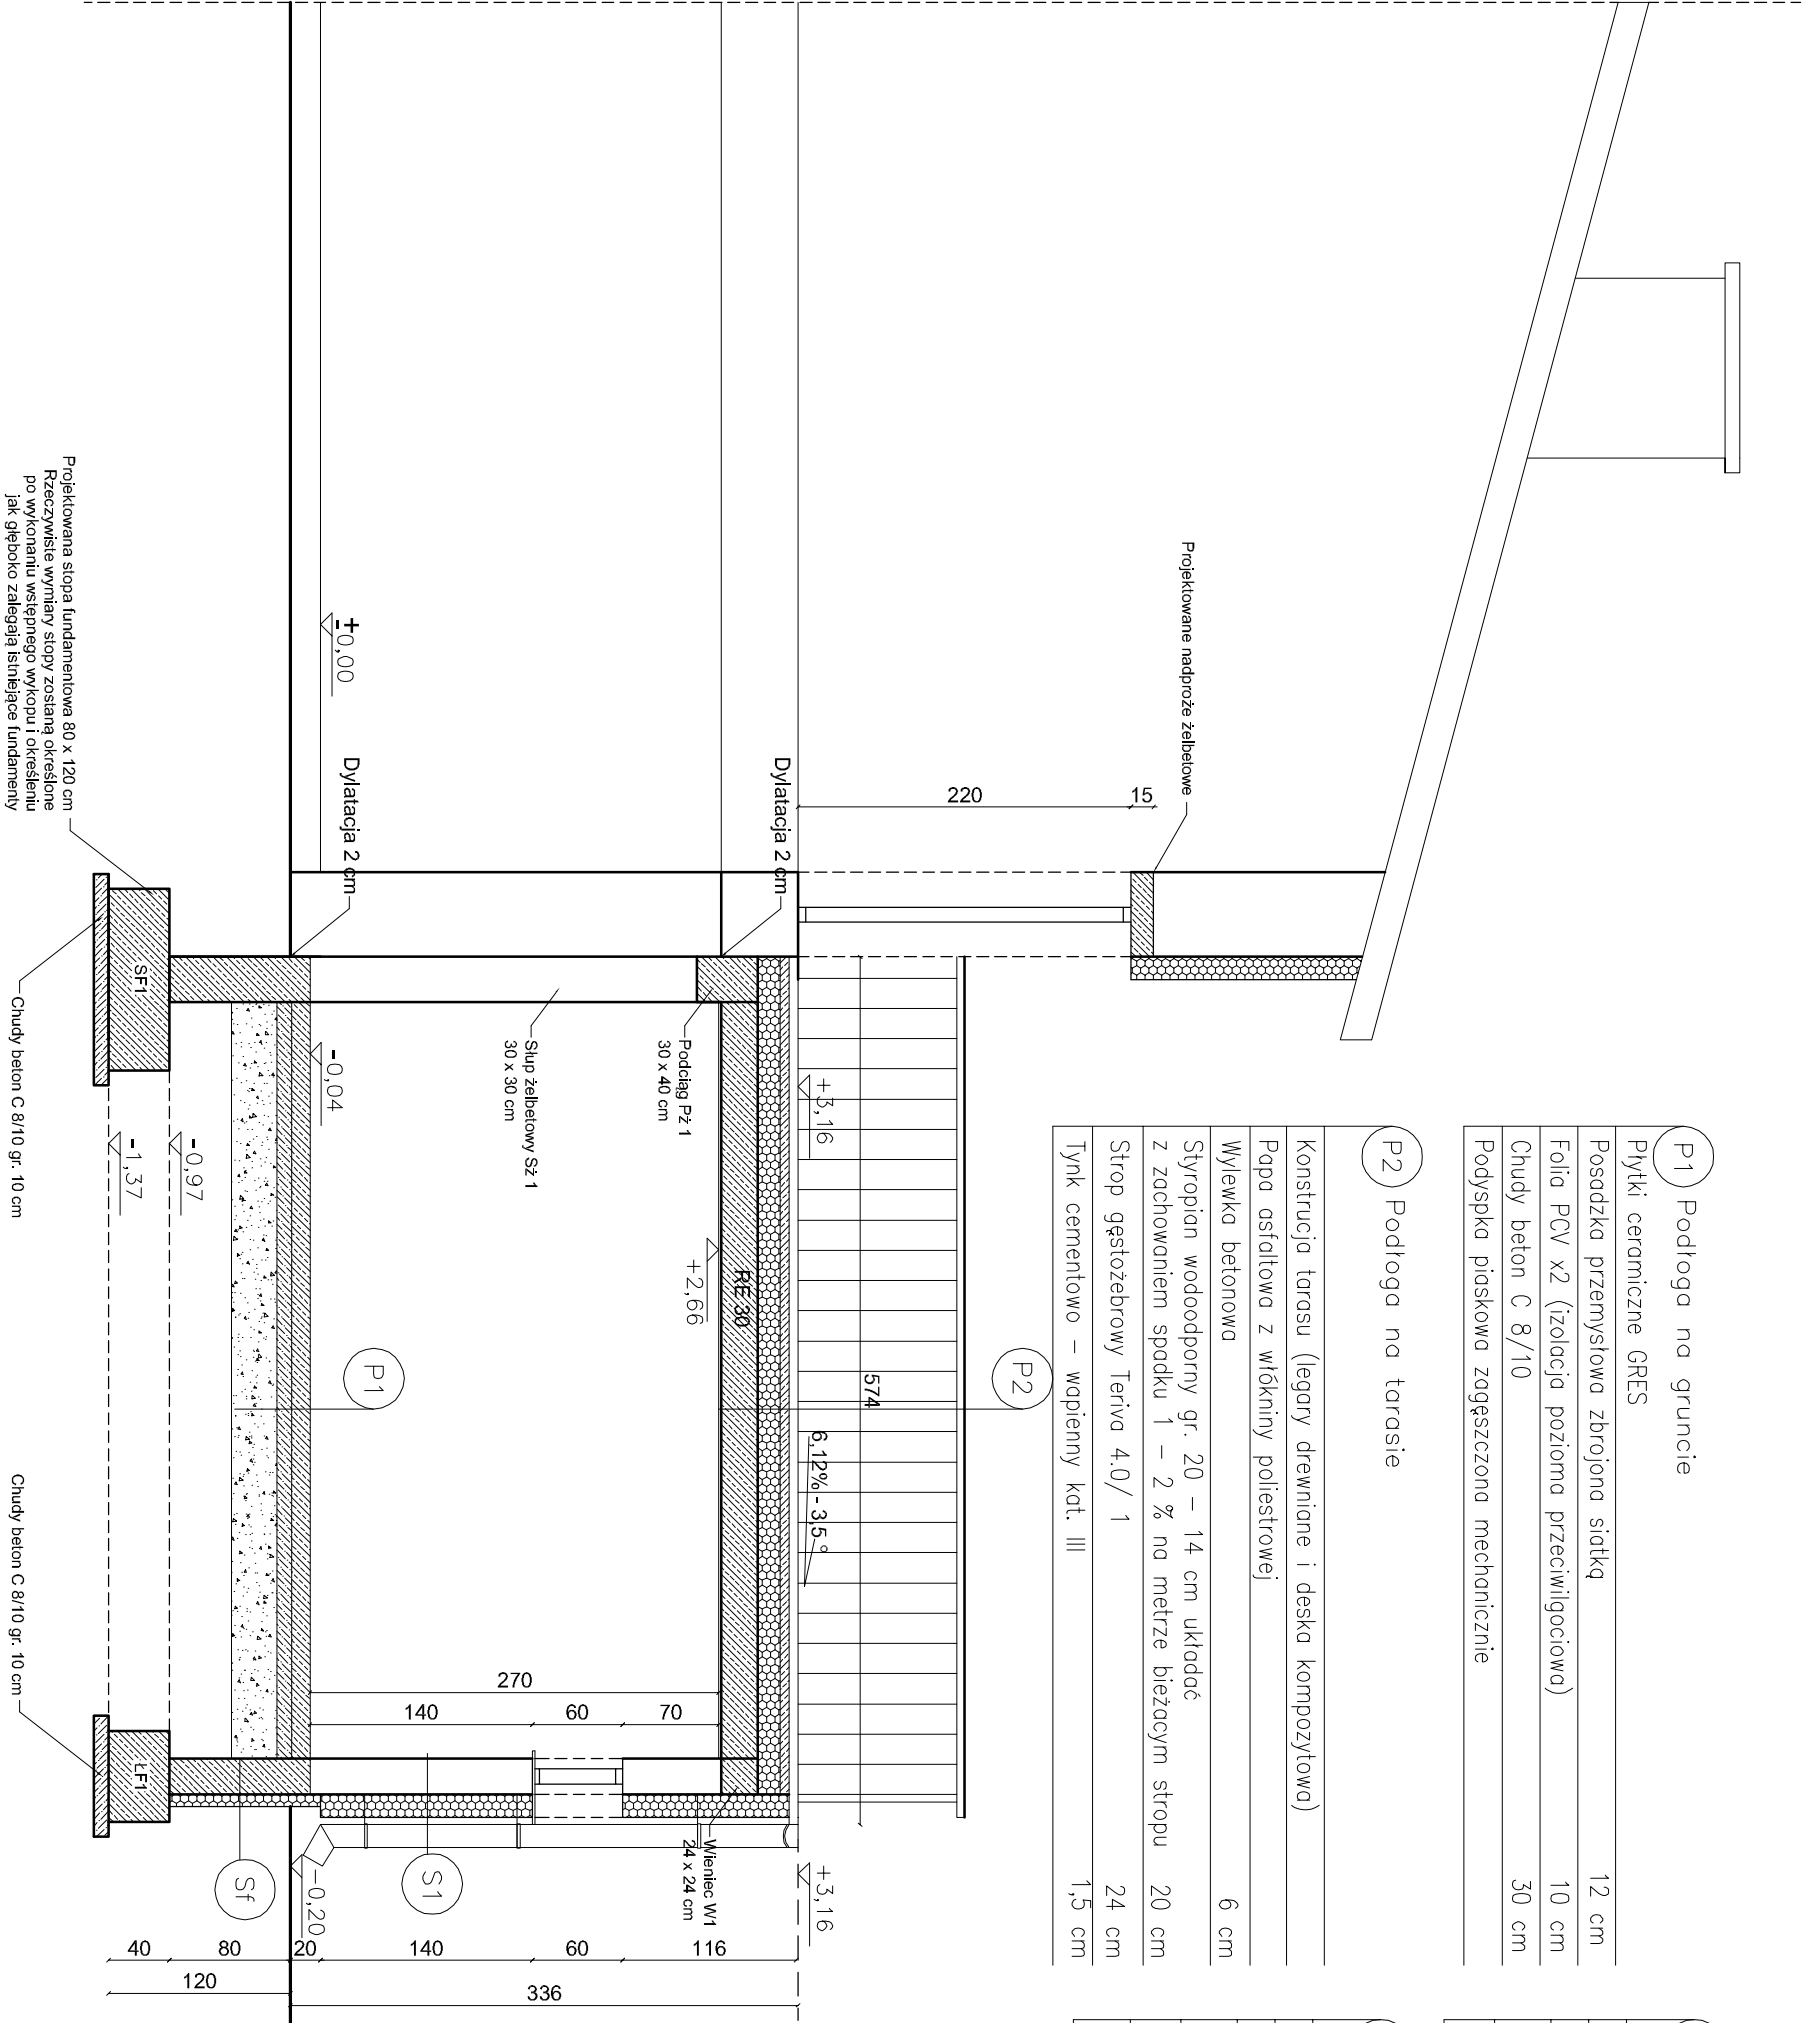 P1 Podłoga na gruncie
Płytki ceramiczne GRES
Posadzka przemysłowa zbrojona siatką 12 cm
Folia PCV x2 (izolacja pozioma przeciwilgociowa) 10 cm
Chudy beton C 8/10 30 cm
Podyspka piaskowa zagęszczona mechanicznie
P2 Podłoga na tarasie
Konstrucja tarasu (legary drewniane i deska kompozytowa)
Papa asfaltowa z włókniny poliestrowej
Wylewka betonowa 6 cm
Styropian wodoodporny gr. 20 – 14 cm układać
z zachowaniem spadku 1 – 2 % na metrze bieżacym stropu 20 cm
Strop gęstożebrowy Teriva 4.0/ 1 24 cm
Tynk cementowo – wapienny kat. III 1,5 cm
Projektowane nadproże żelbetowe
220
15
P2
574
6,12% - 3,5 °
+3,16
+3,16
Dylatacja 2 cm
RE 30
+2,66
Podciąg Pż 1
30 x 40 cm
Wieniec W1
24 x 24 cm
Słup żelbetowy Sż 1
30 x 30 cm
270
140
60
70
S1
P1
+-0,00
Dylatacja 2 cm
-0,04
-0,20
Sf
-0,97
-1,37
SF1
ŁF1
40
80
20
140
60
116
120
336
Projektowana stopa fundamentowa 80 x 120 cm
Rzeczywiste wymiary stopy zostaną określone
po wykonaniu wstępnego wykopu i określeniu
jak głęboko zalegają istniejące fundamenty
Chudy beton C 8/10 gr. 10 cm
Chudy beton C 8/10 gr. 10 cm